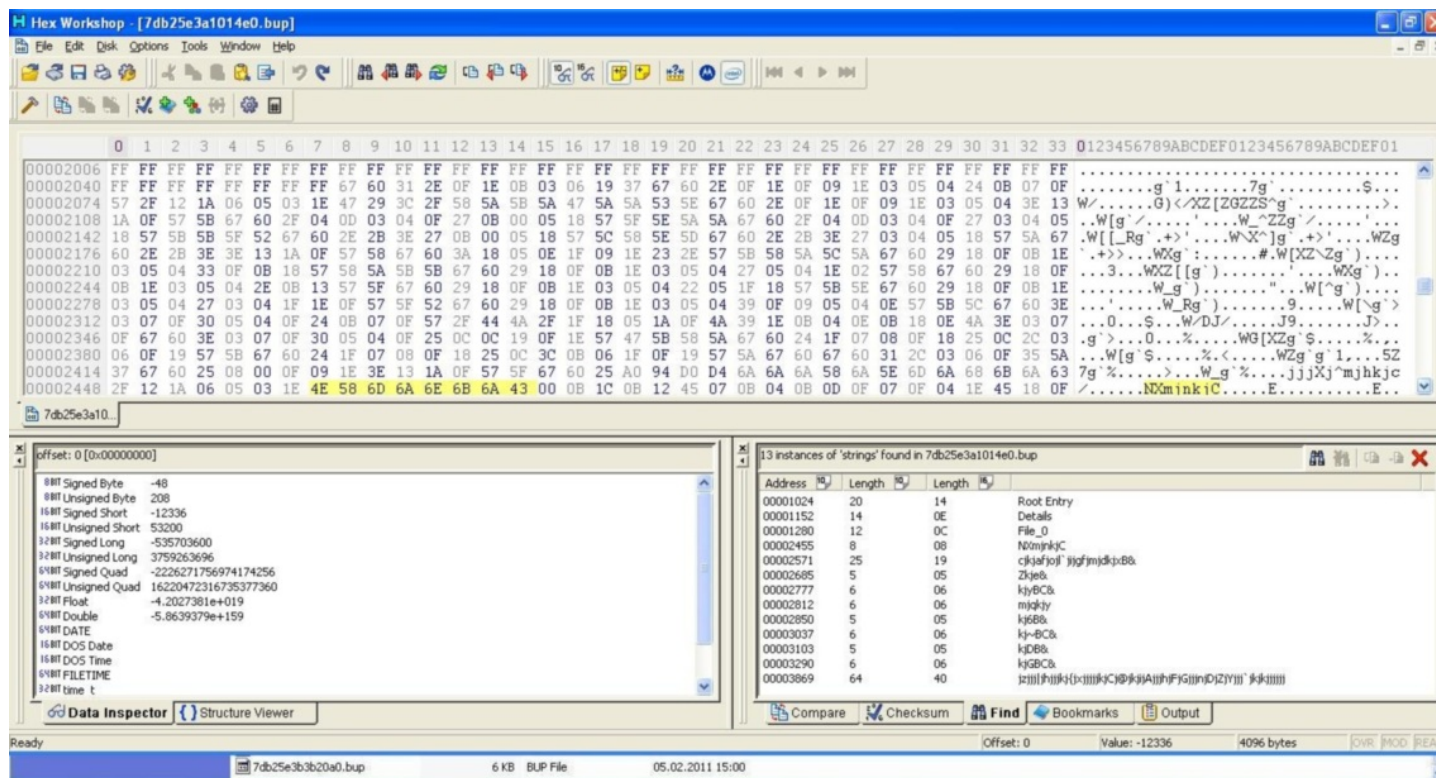 Hex Workshop - [7db25e3a1014e0.bup]
File Edit Disk Options Tools Window Help
0 1 2 3 4 5 6 7 8 9 10 11 12 13 14 15 16 17 18 19 20 21 22 23 24 25 26 27 28 29 30 31 32 33 0123456789ABCDEF0123456789ABCDEF01
00002006 FF FF FF FF FF FF FF FF FF FF FF FF FF FF FF FF FF FF FF FF FF FF FF FF FF FF FF FF FF FF FF FF FF FF ..................................
00002040 FF FF FF FF FF FF FF FF 67 60 31 2E 0F 1E 0B 03 06 19 37 67 60 2E 0F 1E 0F 09 1E 03 05 04 24 0B 07 0F ........g`1.......7g`.........$...
00002074 57 2F 12 1A 06 05 03 1E 47 29 3C 2F 58 5A 5B 5A 47 5A 5A 53 5E 67 60 2E 0F 1E 0F 09 1E 03 05 04 3E 13 W/......G)</XZ[ZGZZS^g`.........>.
00002108 1A 0F 57 5B 67 60 2F 04 0D 03 04 0F 27 0B 00 05 18 57 5F 5E 5A 5A 67 60 2F 04 0D 03 04 0F 27 03 04 05 ..W[g`/.....'....W_^ZZg`/.....'...
00002142 18 57 5B 5B 5F 52 67 60 2E 2B 3E 27 0B 00 05 18 57 5C 58 5E 5D 67 60 2E 2B 3E 27 03 04 05 18 57 5A 67 .W[[_Rg`.+>'....W\X^]g`.+>'....WZg
00002176 60 2E 2B 3E 3E 13 1A 0F 57 58 67 60 3A 18 05 0E 1F 09 1E 23 2E 57 5B 58 5A 5C 5A 67 60 29 18 0F 0B 1E `.+>>...WXg`:......#.W[XZ\Zg`)....
00002210 03 05 04 33 0F 0B 18 57 58 5A 5B 5B 67 60 29 18 0F 0B 1E 03 05 04 27 05 04 1E 02 57 58 67 60 29 18 0F ...3...WXZ[[g`).......'....WXg`)..
00002244 0B 1E 03 05 04 2E 0B 13 57 5F 67 60 29 18 0F 0B 1E 03 05 04 22 05 1F 18 57 5B 5E 67 60 29 18 0F 0B 1E ........W_g`)......."...W[^g`)....
00002278 03 05 04 27 03 04 1F 1E 0F 57 5F 52 67 60 29 18 0F 0B 1E 03 05 04 39 0F 09 05 04 0E 57 5B 5C 67 60 3E ...'.....W_Rg`).......9.....W[\g`>
00002312 03 07 0F 30 05 04 0F 24 0B 07 0F 57 2F 44 4A 2F 1F 18 05 1A 0F 4A 39 1E 0B 04 0E 0B 18 0E 4A 3E 03 07 ...0...$...W/DJ/.....J9.......J>..
00002346 0F 67 60 3E 03 07 0F 30 05 04 0F 25 0C 0C 19 0F 1E 57 47 5B 58 5A 67 60 24 1F 07 08 0F 18 25 0C 2C 03 .g`>...0...%.....WG[XZg`$.....%.,.
00002380 06 0F 19 57 5B 67 60 24 1F 07 08 0F 18 25 0C 3C 0B 06 1F 0F 19 57 5A 67 60 67 60 31 2C 03 06 0F 35 5A ...W[g`$.....%.<.....WZg`g`1,...5Z
00002414 37 67 60 25 08 00 0F 09 1E 3E 13 1A 0F 57 5F 67 60 25 A0 94 D0 D4 6A 6A 6A 58 6A 5E 6D 6A 68 6B 6A 63 7g`%.....>...W_g`%....jjjXj^mjhkjc
00002448 2F 12 1A 06 05 03 1E 4E 58 6D 6A 6E 6B 6A 43 00 0B 1C 0B 12 45 07 0B 04 0B 0D 0F 07 0F 04 1E 45 18 0F /......NXmjnkjC.....E..........E..
7db25e3a10...
offset: 0 [0x00000000]
8BIT Signed Byte -48
8BIT Unsigned Byte 208
16BIT Signed Short -12336
16BIT Unsigned Short 53200
32BIT Signed Long -535703600
32BIT Unsigned Long 3759263696
64BIT Signed Quad -2226271756974174256
64BIT Unsigned Quad 16220472316735377360
32BIT Float -4.2027381e+019
64BIT Double -5.8639379e+159
64BIT DATE
16BIT DOS Date
16BIT DOS Time
64BIT FILETIME
32BIT time_t
Data Inspector { } Structure Viewer
13 instances of 'strings' found in 7db25e3a1014e0.bup
Address Length Length
00001024 20 14 Root Entry
00001152 14 0E Details
00001280 12 0C File_0
00002455 8 08 NXmjnkjC
00002571 25 19
00002685 5 05 Zkje&
00002777 6 06 kjyBC&
00002812 6 06 mjqkjy
00002850 5 05 kj6B&
00003037 6 06 kj~BC&
00003103 5 05 kjDB&
00003290 6 06 kjGBC&
00003869 64 40
Compare Checksum Find Bookmarks Output
Ready Offset: 0 Value: -12336 4096 bytes OVR MOD REA
7db25e3b3b20a0.bup 6 KB BUP File 05.02.2011 15:00